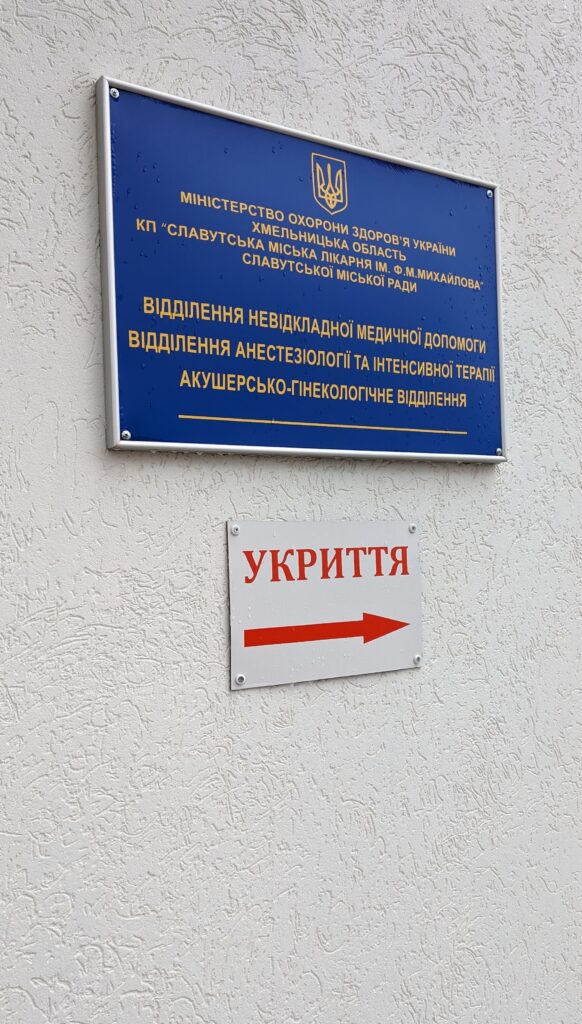 МІНІСТЕРСТВО ОХОРОНИ ЗДОРОВ'Я УКРАЇНИ
ХМЕЛЬНИЦЬКА ОБЛАСТЬ
КП "СЛАВУТСЬКА МІСЬКА ЛІКАРНЯ ІМ. Ф.М.МИХАЙЛОВА"
СЛАВУТСЬКОЇ МІСЬКОЇ РАДИ
ВІДДІЛЕННЯ НЕВІДКЛАДНОЇ МЕДИЧНОЇ ДОПОМОГИ
ВІДДІЛЕННЯ АНЕСТЕЗІОЛОГІЇ ТА ІНТЕНСИВНОЇ ТЕРАПІЇ
АКУШЕРСЬКО-ГІНЕКОЛОГІЧНЕ ВІДДІЛЕННЯ
УКРИТТЯ